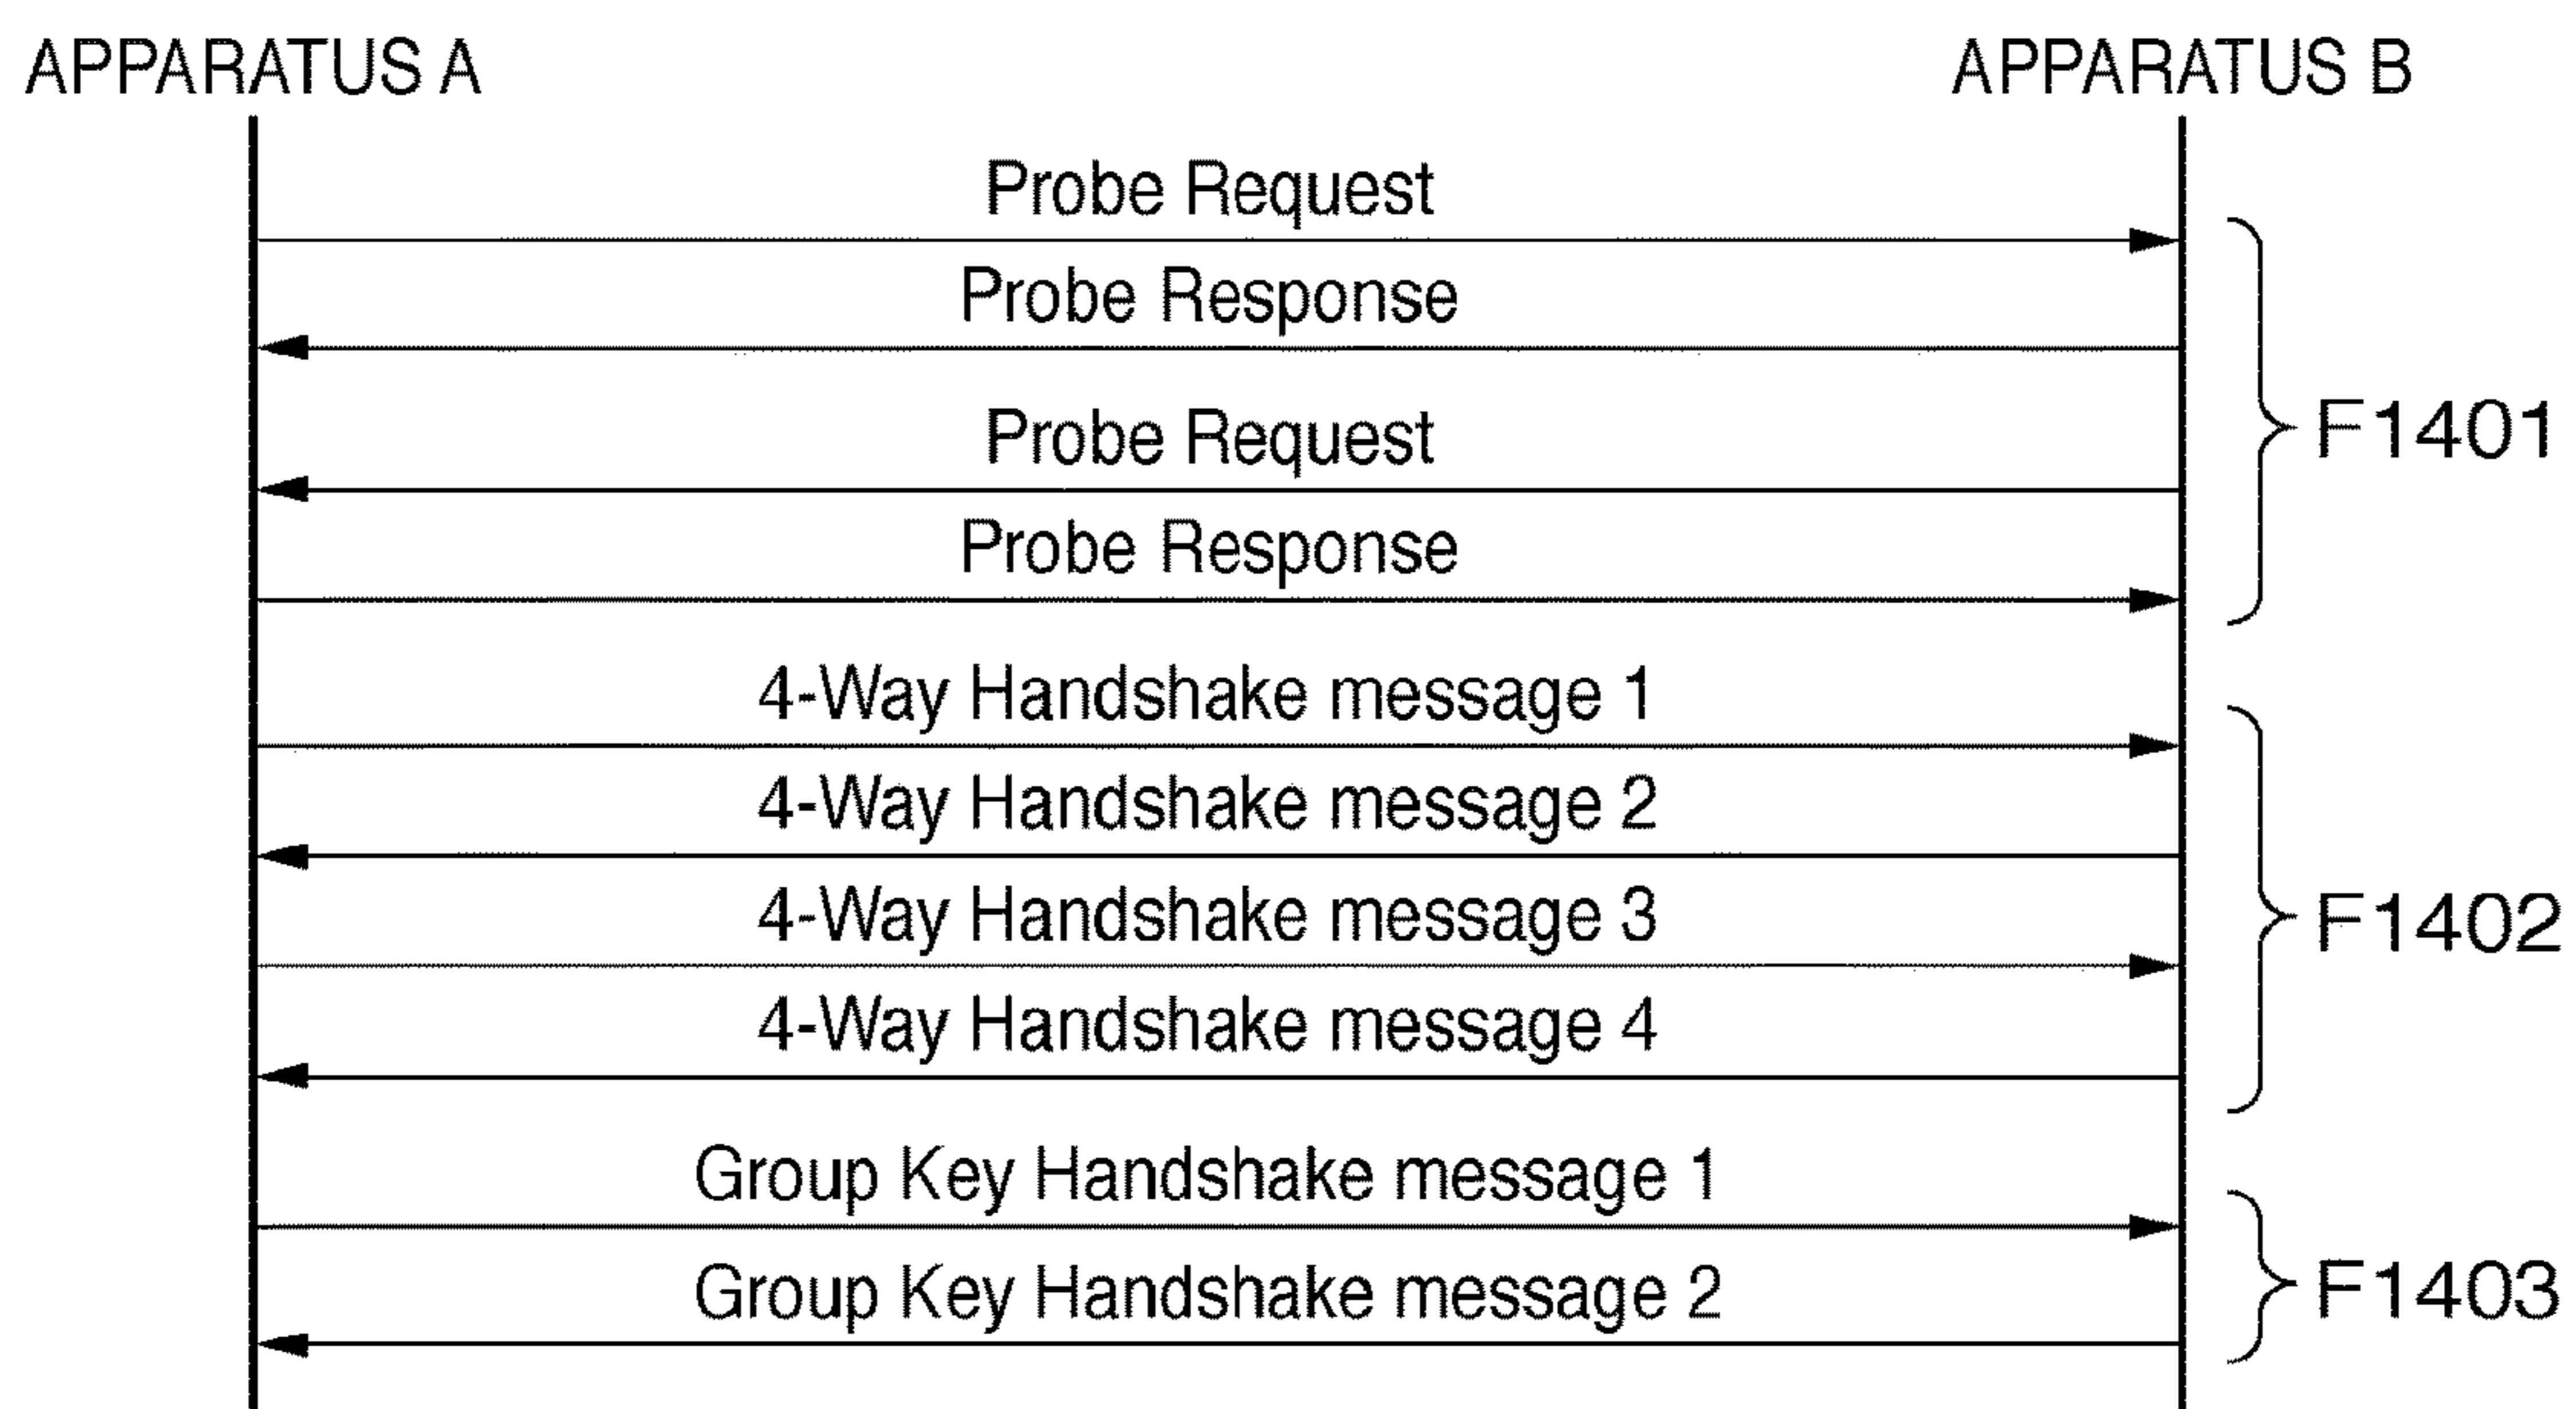 APPARATUS A
APPARATUS B
Probe Request
Probe Response
Probe Request
F1401
Probe Response
4-Way Handshake message 1
4-Way Handshake message 2
4-Way Handshake message 3
F1402
4-Way Handshake message 4
Group Key Handshake message 1
Group Key Handshake message 2
F1403